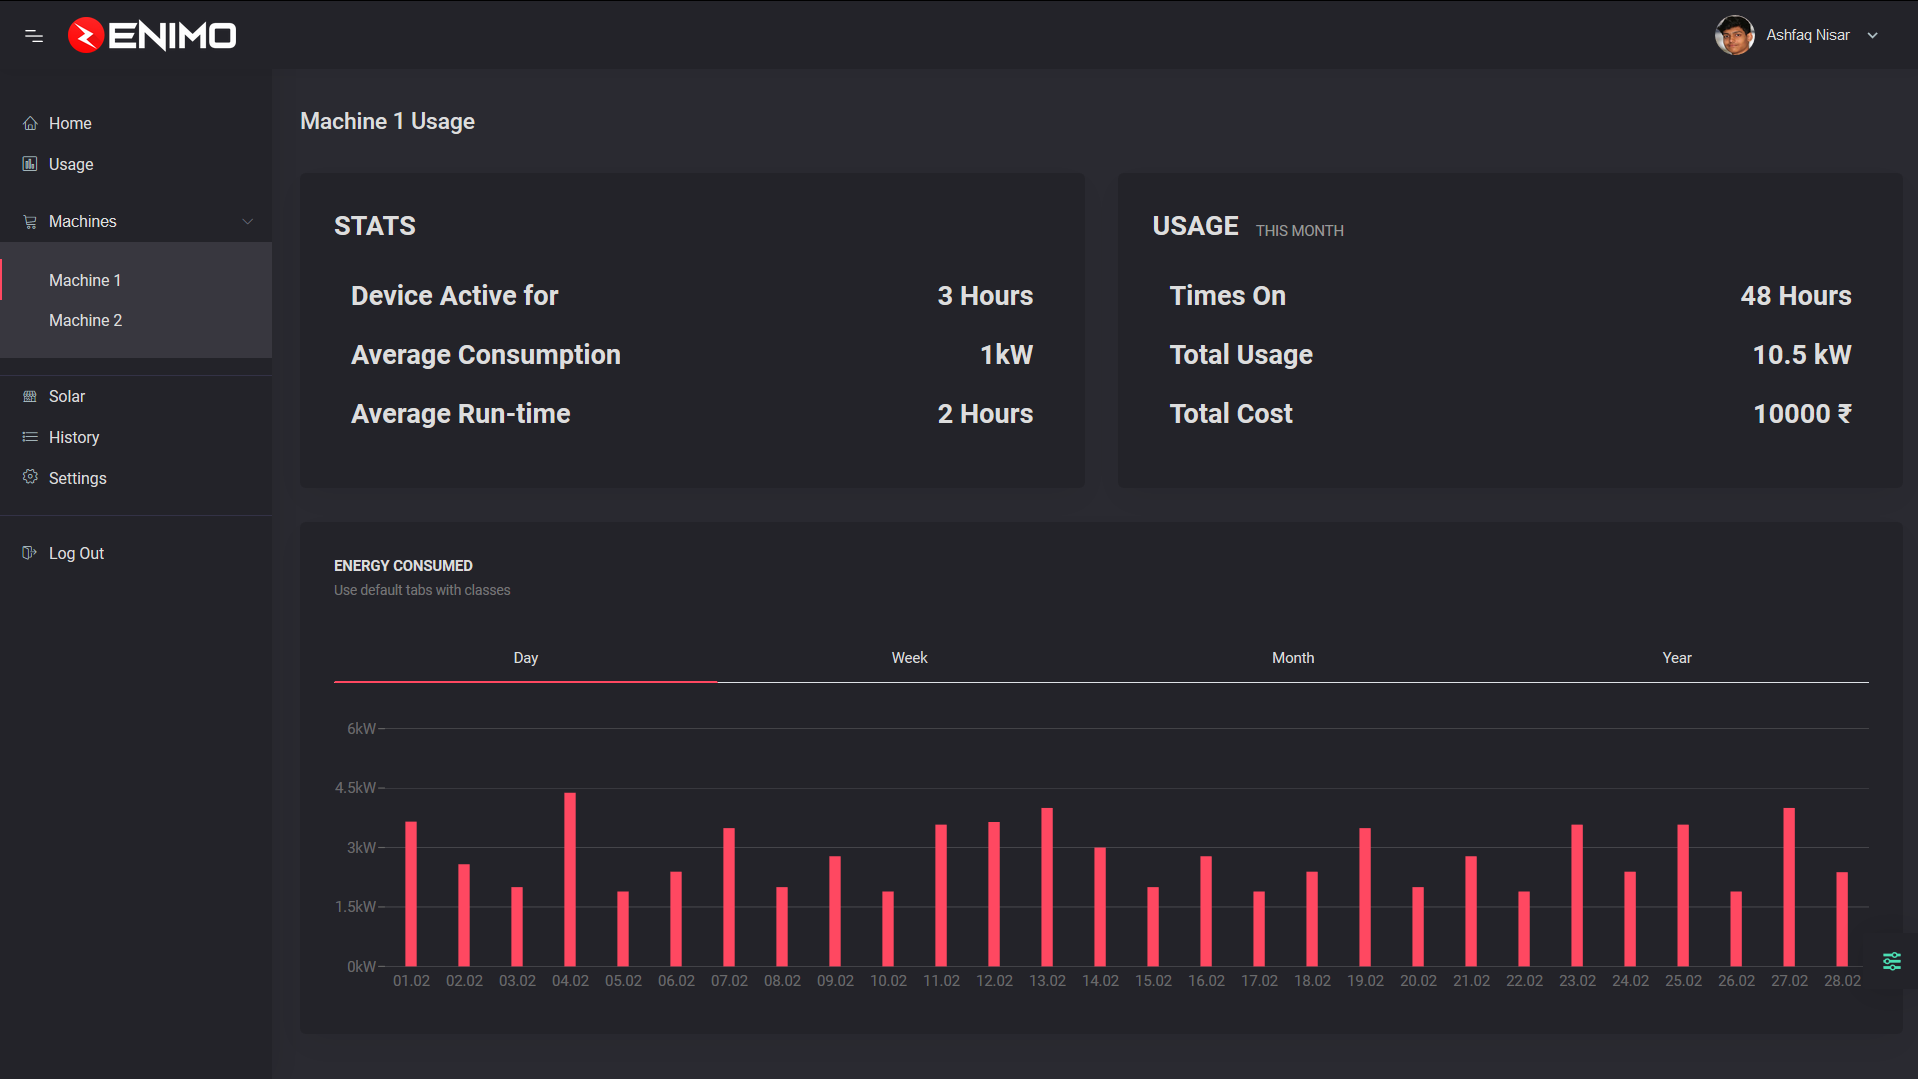 ENIMO
Ashfaq Nisar
Home
Usage
Machines
Machine 1
Machine 2
Solar
History
Settings
Log Out
Machine 1 Usage
STATS
Device Active for 3 Hours
Average Consumption 1kW
Average Run-time 2 Hours
USAGE THIS MONTH
Times On 48 Hours
Total Usage 10.5 kW
Total Cost 10000 ₹
ENERGY CONSUMED
Use default tabs with classes
Day Week Month Year
6kW
4.5kW
3kW
1.5kW
0kW
01.02 02.02 03.02 04.02 05.02 06.02 07.02 08.02 09.02 10.02 11.02 12.02 13.02 14.02 15.02 16.02 17.02 18.02 19.02 20.02 21.02 22.02 23.02 24.02 25.02 26.02 27.02 28.02